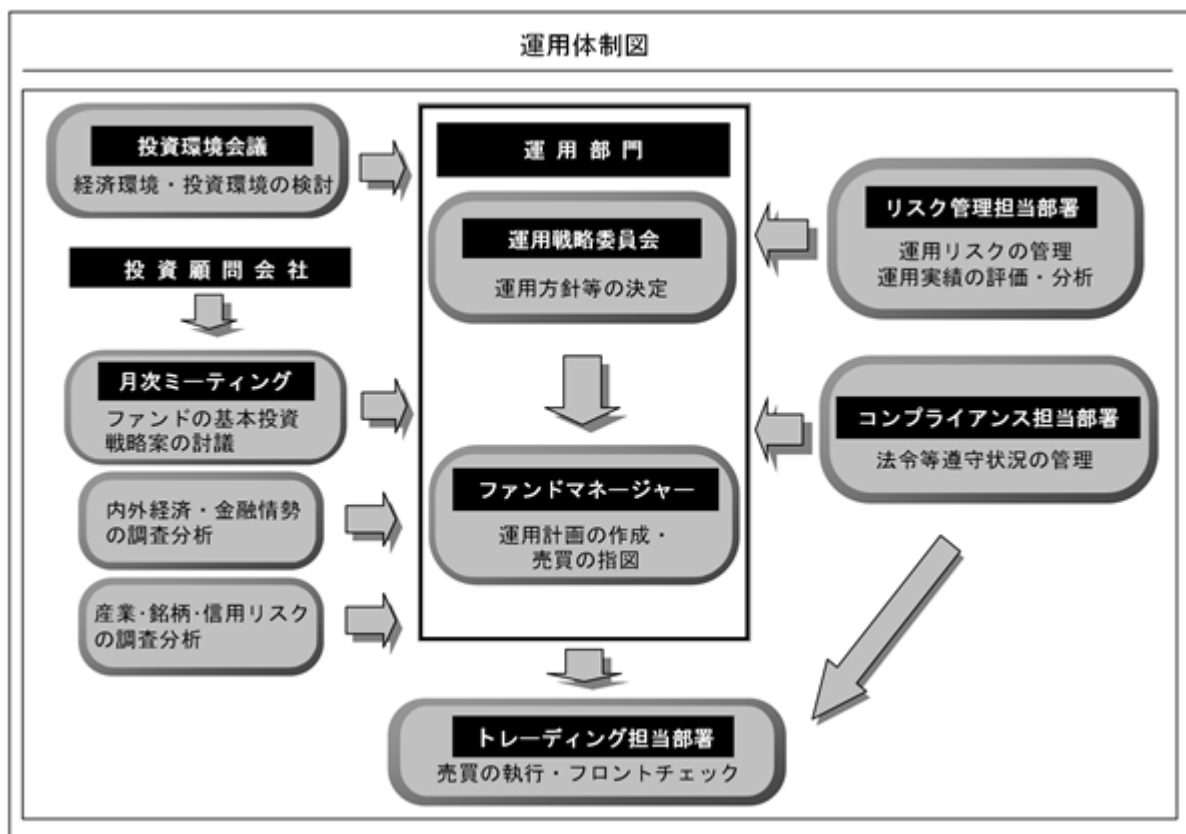 運用体制図
投資環境会議
経済環境・投資環境の検討
投資顧問会社
月次ミーティング
ファンドの基本投資
戦略案の討議
内外経済・金融情勢
の調査分析
産業・銘柄・信用リスク
の調査分析
運用部門
運用戦略委員会
運用方針等の決定
ファンドマネージャー
運用計画の作成・
売買の指図
リスク管理担当部署
運用リスクの管理
運用実績の評価・分析
コンプライアンス担当部署
法令等遵守状況の管理
トレーディング担当部署
売買の執行・フロントチェック